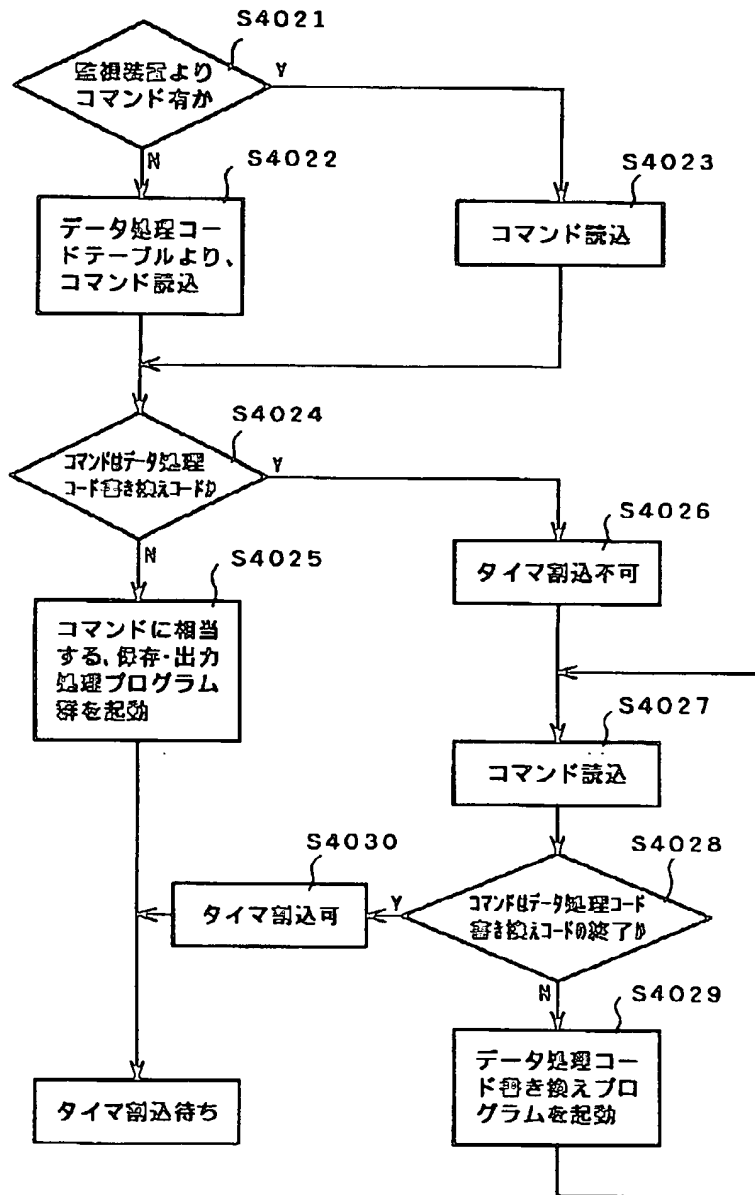 S4021
監視装置より
コマンド有か
Y
N
S4022
データ処理コー
ドテーブルより、
コマンド読込
S4023
コマンド読込
S4024
コマンドはデータ処理
コード書き換えコードか
Y
N
S4025
コマンドに相当
する、保存・出力
処理プログラム
群を起動
S4026
タイマ割込不可
S4027
コマンド読込
S4028
コマンドはデータ処理コード
書き換えコードの終了か
Y
N
S4030
タイマ割込可
S4029
データ処理コー
ド書き換えプロ
グラムを起動
タイマ割込待ち